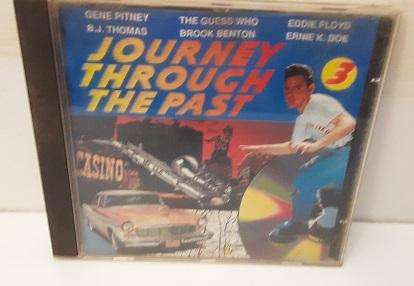 GENE PITNEY THE GUESS WHO EDDIE FLOYD
B.J. THOMAS BROOK BENTON ERNIE K. DOE
JOURNEY
THROUGH
THE PAST
3
CASINO